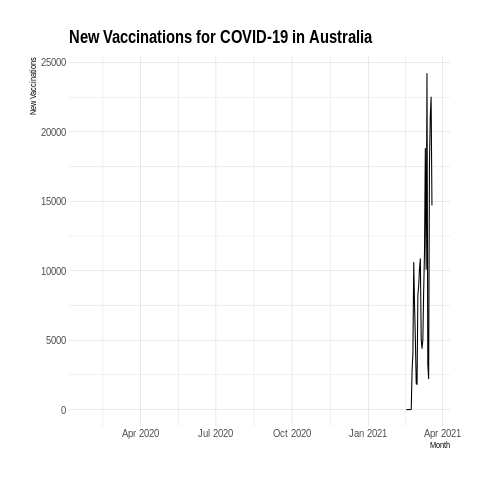 New Vaccinations for COVID-19 in Australia
New Vaccinations
25000
20000
15000
10000
5000
0
Apr 2020 Jul 2020 Oct 2020 Jan 2021 Apr 2021
Month